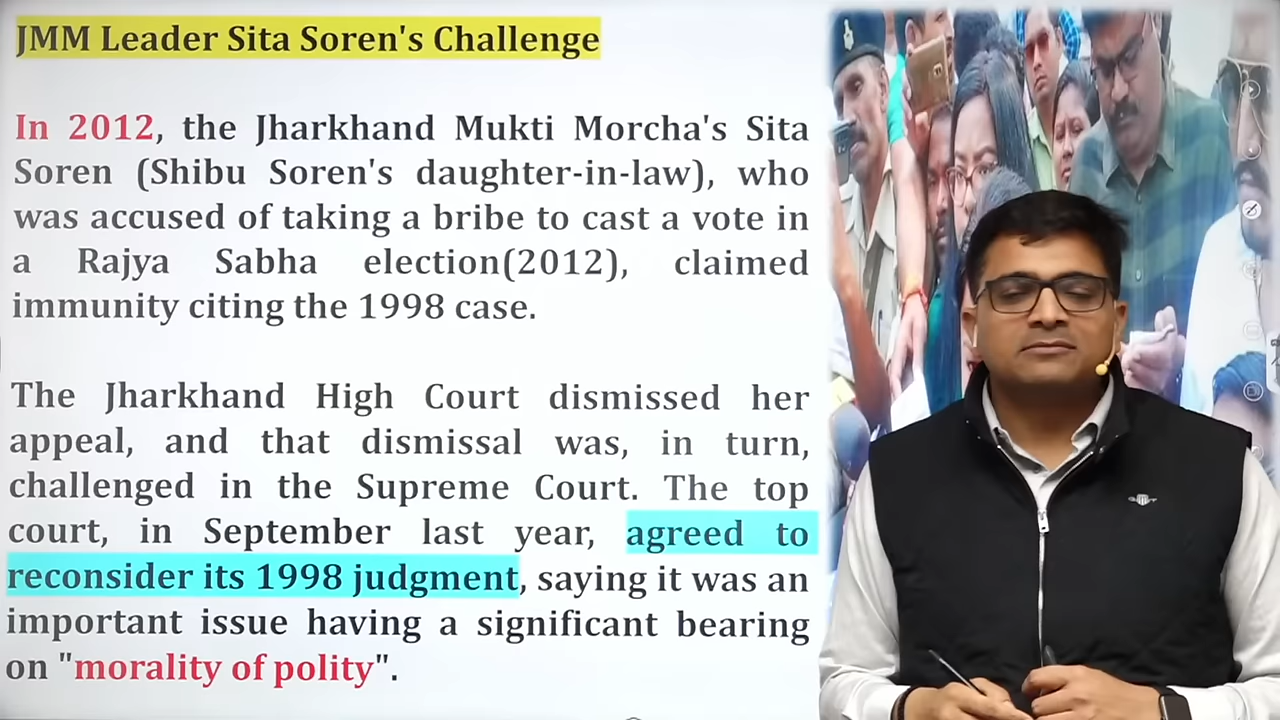 JMM Leader Sita Soren's Challenge
In 2012, the Jharkhand Mukti Morcha's Sita
Soren (Shibu Soren's daughter-in-law), who
was accused of taking a bribe to cast a vote in
a Rajya Sabha election(2012), claimed
immunity citing the 1998 case.
The Jharkhand High Court dismissed her
appeal, and that dismissal was, in turn,
challenged in the Supreme Court. The top
court, in September last year, agreed to
reconsider its 1998 judgment, saying it was an
important issue having a significant bearing
on "morality of polity".